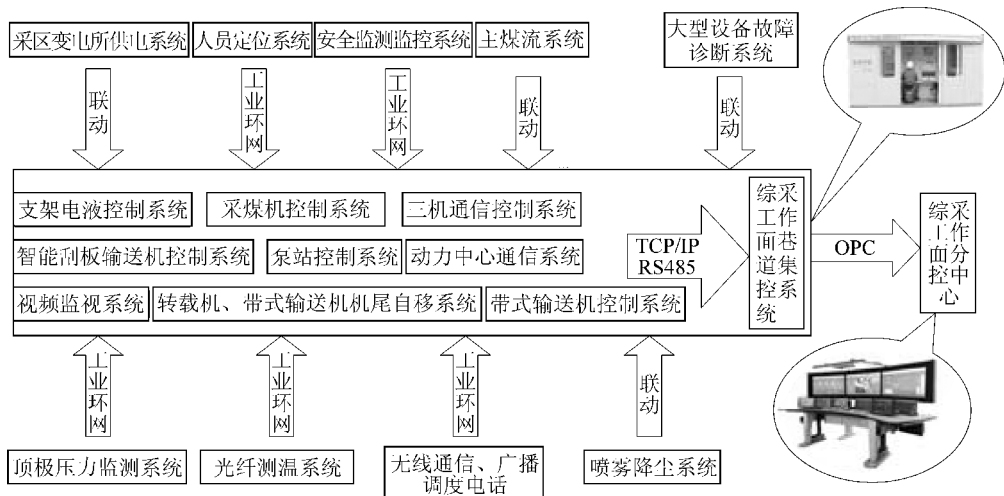 采区变电所供电系统
人员定位系统
安全监测监控系统
主煤流系统
大型设备故障
诊断系统
联动
工业环网
工业环网
联动
联动
...
支架电液控制系统
采煤机控制系统
三机通信控制系统
智能刮板输送机控制系统
泵站控制系统
动力中心通信系统
视频监视系统
转载机、带式输送机机尾自移系统
带式输送机控制系统
TCP/IP
RS485
综采
工作
面巷
道集
控系
统
OPC
综采
工作
面分
控中
心
工业环网
工业环网
工业环网
联动
顶极压力监测系统
光纤测温系统
无线通信、广播
调度电话
喷雾降尘系统